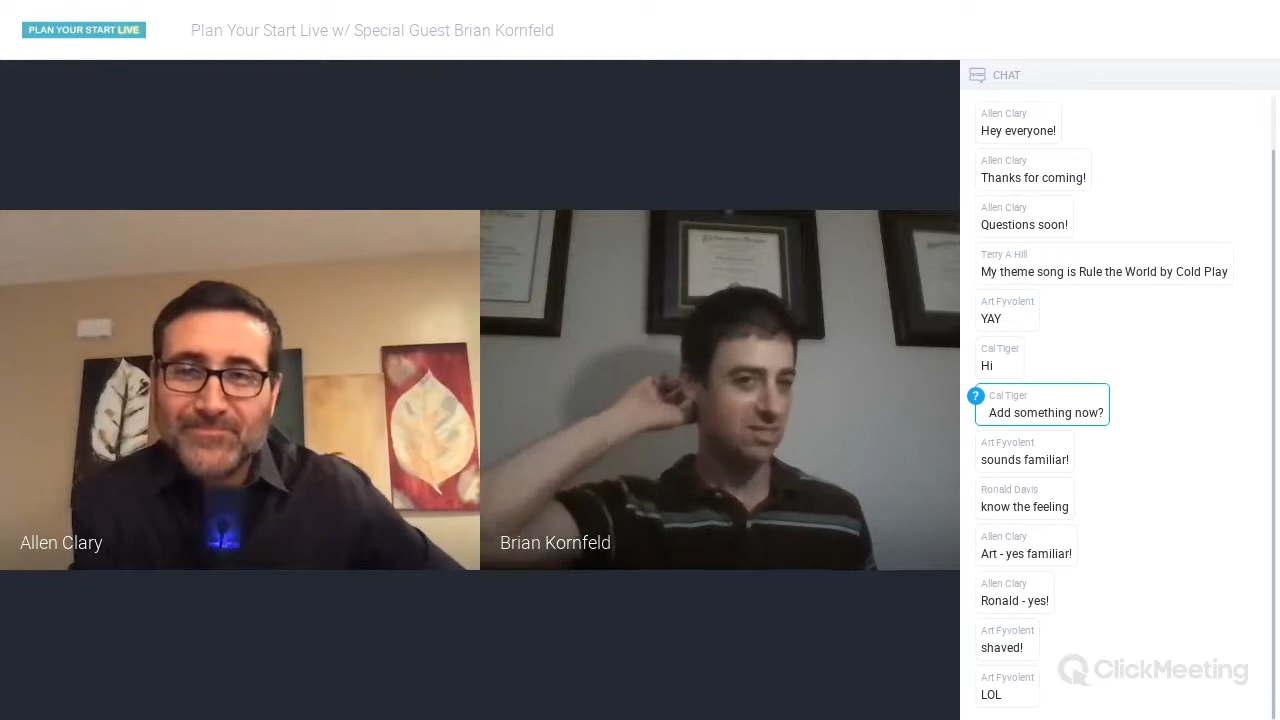 PLAN YOUR START LIVE
Plan Your Start Live w/ Special Guest Brian Kornfeld
CHAT
Allen Clary
Hey everyone!
Allen Clary
Thanks for coming!
Allen Clary
Questions soon!
Terry A Hill
My theme song is Rule the World by Cold Play
Art Fyvolent
YAY
Cal Tiger
Hi
?
Cal Tiger
Add something now?
Art Fyvolent
sounds familiar!
Ronald Davis
know the feeling
Allen Clary
Art - yes familiar!
Allen Clary
Ronald - yes!
Art Fyvolent
shaved!
Art Fyvolent
LOL
Allen Clary
Brian Kornfeld
ClickMeeting